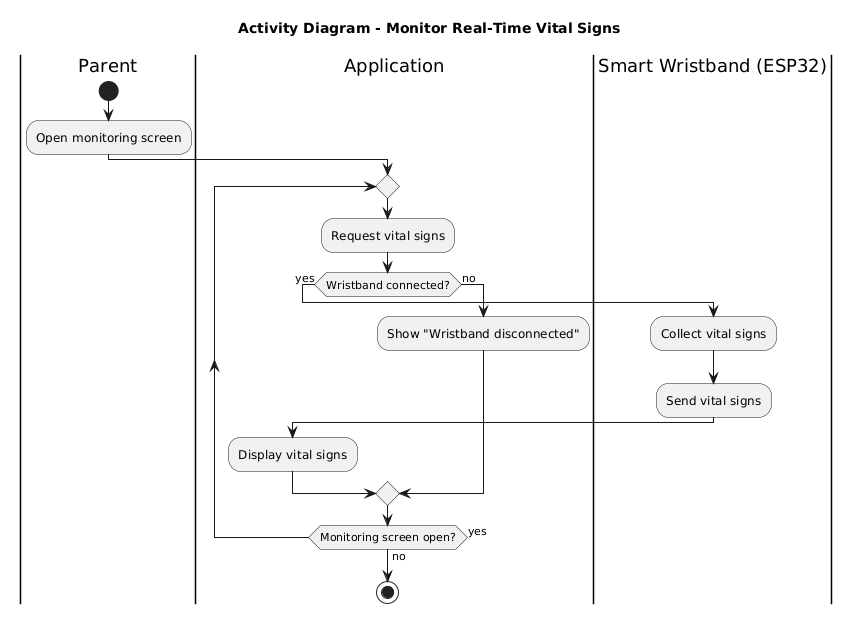 Activity Diagram - Monitor Real-Time Vital Signs
Parent
Application
Smart Wristband (ESP32)
Open monitoring screen
Request vital signs
yes
Wristband connected?
no
Show "Wristband disconnected"
Collect vital signs
Send vital signs
Display vital signs
Monitoring screen open?
yes
no